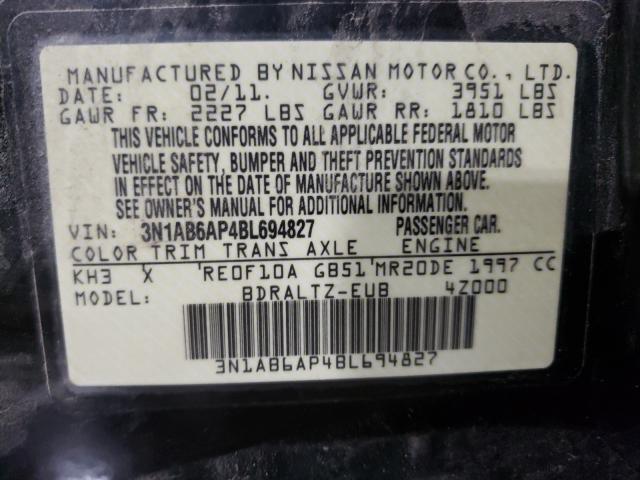 MANUFACTURED BY NISSAN MOTOR CO., LTD.
DATE: 02/11. GVWR: 3951 LBS
GAWR FR: 2227 LBS GAWR RR: 1810 LBS
THIS VEHICLE CONFORMS TO ALL APPLICABLE FEDERAL MOTOR
VEHICLE SAFETY, BUMPER AND THEFT PREVENTION STANDARDS
IN EFFECT ON THE DATE OF MANUFACTURE SHOWN ABOVE.
SEE OWNER'S MANUAL FOR ADDITIONAL INFORMATION.
VIN: 3N1AB6AP4BL694827 PASSENGER CAR.
COLOR TRIM TRANS AXLE ENGINE
KH3 X RE0F10A GB51 MR20DE 1997 CC
MODEL: BDRALTZ-EUB 4Z000
3N1AB6AP4BL694827